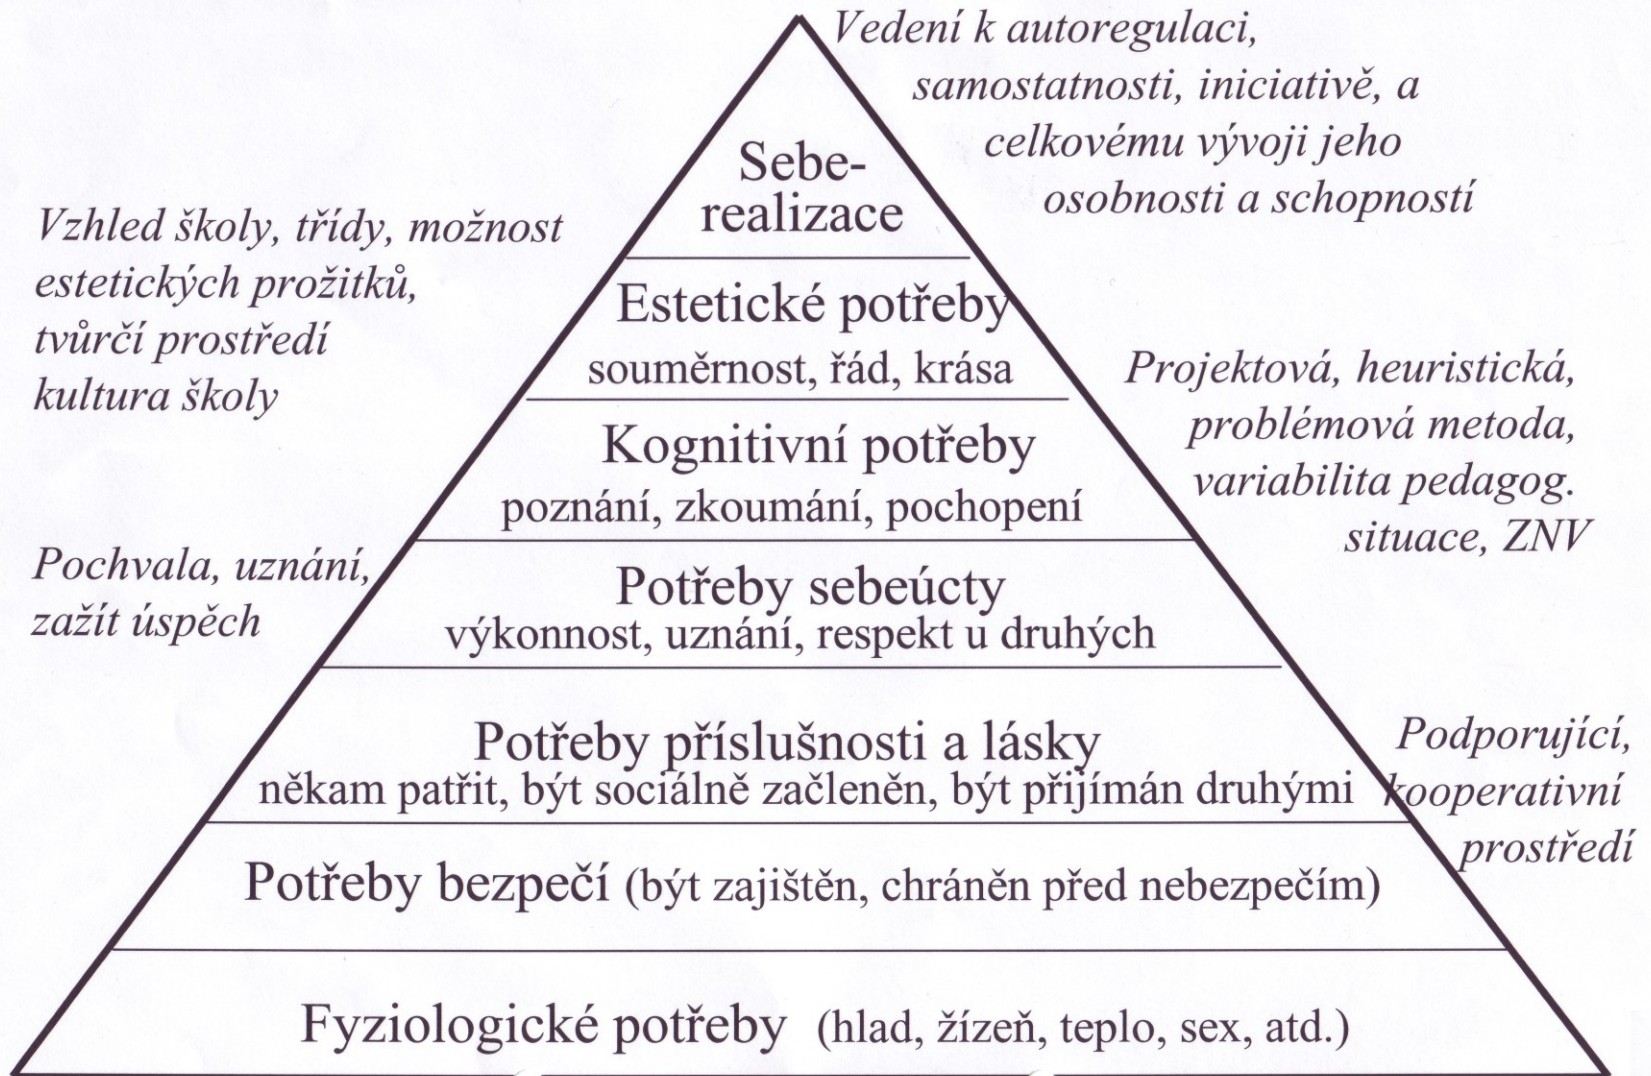 Vedení k autoregulaci,
samostatnosti, iniciativě, a
celkovému vývoji jeho
osobnosti a schopností
Sebe-
realizace
Vzhled školy, třídy, možnost
estetických prožitků,
tvůrčí prostředí
kultura školy
Estetické potřeby
souměrnost, řád, krása
Projektová, heuristická,
problémová metoda,
variabilita pedagog.
situace, ZNV
Kognitivní potřeby
poznání, zkoumání, pochopení
Pochvala, uznání,
zažít úspěch
Potřeby sebeúcty
výkonnost, uznání, respekt u druhých
Potřeby příslušnosti a lásky
někam patřit, být sociálně začleněn, být přijímán druhými
Podporující,
kooperativní
prostředí
Potřeby bezpečí (být zajištěn, chráněn před nebezpečím)
Fyziologické potřeby (hlad, žízeň, teplo, sex, atd.)